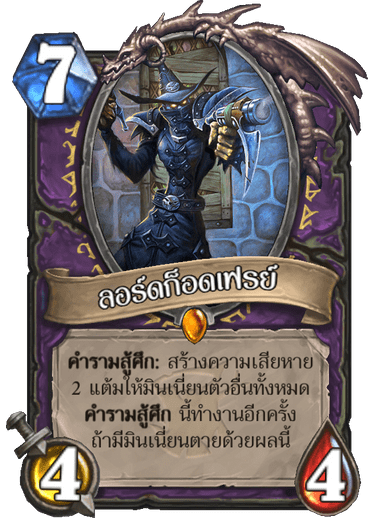 7
ลอร์ดก็อดเฟรย์
คำรามสู้ศึก: สร้างความเสียหาย
2 แต้มให้มินเนี่ยนตัวอื่นทั้งหมด
คำรามสู้ศึก นี้ทำงานอีกครั้ง
ถ้ามีมินเนี่ยนตายด้วยผลนี้
4
4